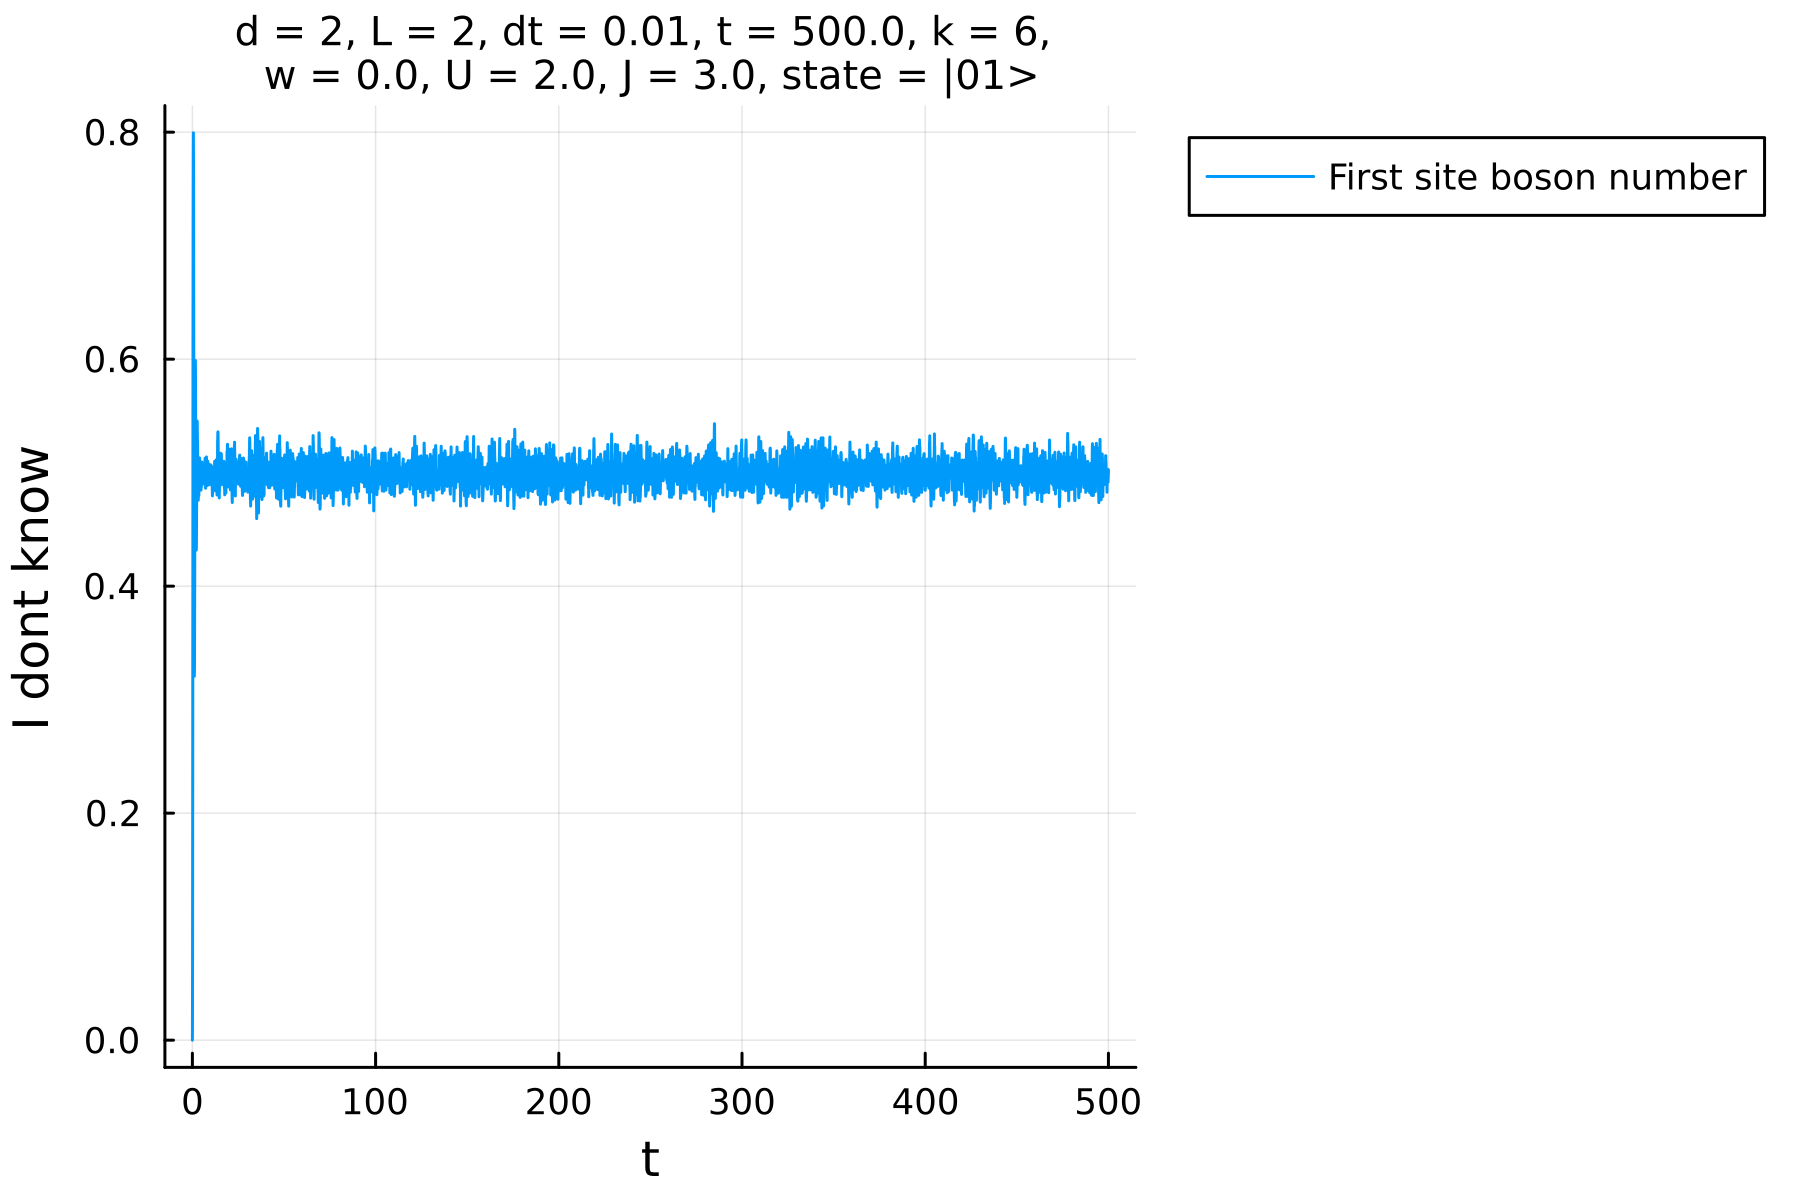 d = 2, L = 2, dt = 0.01, t = 500.0, k = 6,
w = 0.0, U = 2.0, J = 3.0, state = |01>
First site boson number
I dont know
0.8
0.6
0.4
0.2
0.0
0 100 200 300 400 500
t